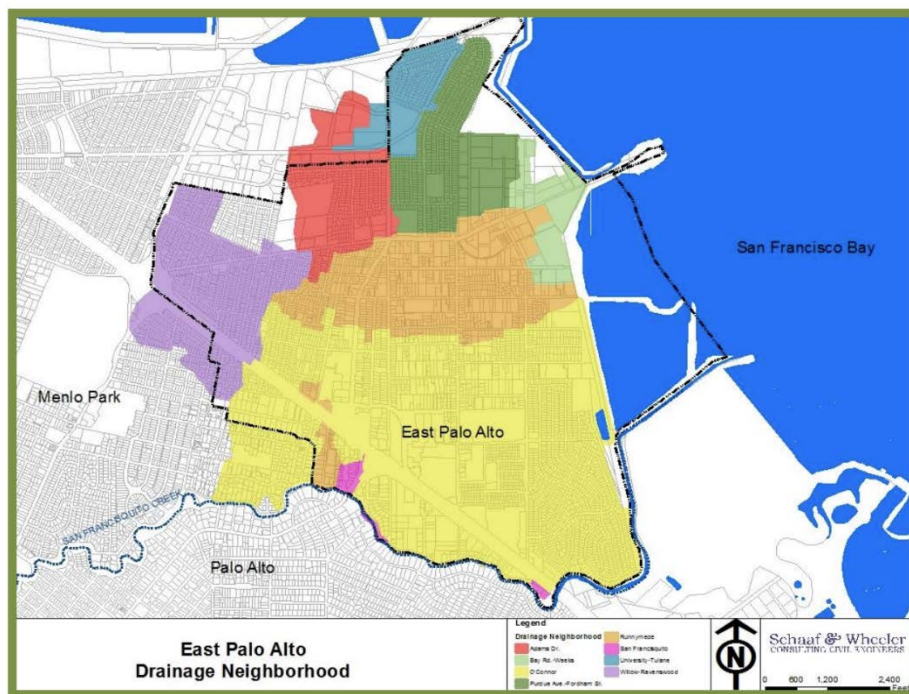 San Francisco Bay
Menlo Park
East Palo Alto
SAN FRANCISQUITO CREEK
Palo Alto
East Palo Alto
Drainage Neighborhood
Legend
Drainage Neighborhood
Adams Dr.
Bay Rd.-Weeks
O'Connor
Purdue Ave.-Fordham St.
Runnymede
San Francisquito
University-Tulane
Willow-Ravenswood
N
Schaaf & Wheeler
CONSULTING CIVIL ENGINEERS
0 600 1,200 2,400
Feet